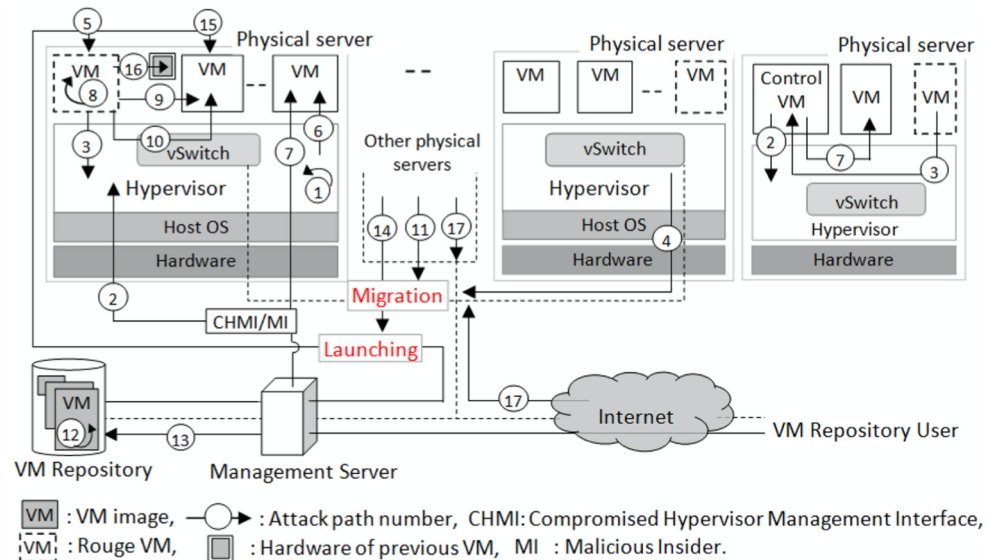 5
15
Physical server
Physical server
Physical server
VM
16
VM
VM
8
9
3
10
vSwitch
7
6
1
Hypervisor
Host OS
Hardware
2
CHMI/MI
Other physical
servers
14
11
17
Migration
Launching
VM
VM
VM
vSwitch
Hypervisor
Host OS
Hardware
4
Control
VM
VM
VM
2
7
3
vSwitch
Hypervisor
Hardware
VM
12
13
17
Internet
VM Repository User
VM Repository
Management Server
VM : VM image, : Attack path number, CHMI: Compromised Hypervisor Management Interface,
VM : Rouge VM, : Hardware of previous VM, MI : Malicious Insider.